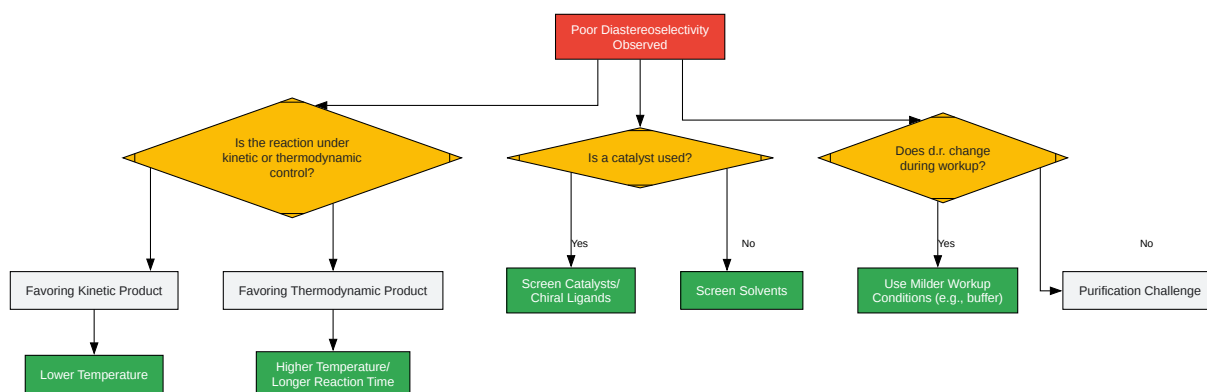 Poor Diastereoselectivity
Observed
Is the reaction under
kinetic or thermodynamic
control?
Is a catalyst used?
Does d.r. change
during workup?
Yes
No
Yes
No
Favoring Kinetic Product
Favoring Thermodynamic Product
Screen Catalysts/
Chiral Ligands
Screen Solvents
Use Milder Workup
Conditions (e.g., buffer)
Purification Challenge
Lower Temperature
Higher Temperature/
Longer Reaction Time